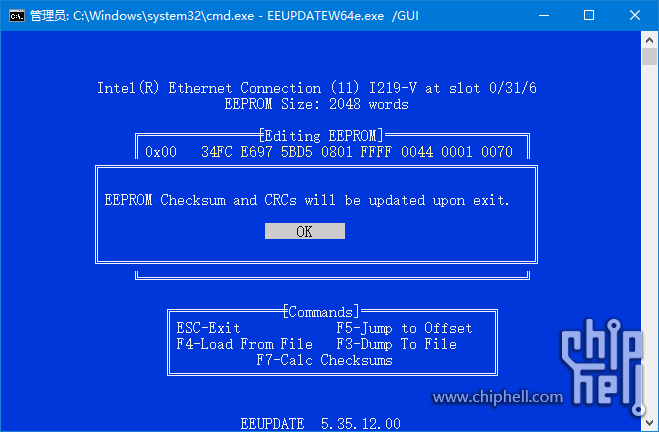 管理员: C:\Windows\system32\cmd.exe - EEUPDATEW64e.exe /GUI
Intel(R) Ethernet Connection (11) I219-V at slot 0/31/6
EEPROM Size: 2048 words
[Editing EEPROM]
0x00 34FC E697 5BD5 0801 FFFF 0044 0001 0070
EEPROM Checksum and CRCs will be updated upon exit.
OK
[Commands]
ESC-Exit F5-Jump to Offset
F4-Load From File F3-Dump To File
F7-Calc Checksums
chip
hell
www.chiphell.com
EEUPDATE 5.35.12.00